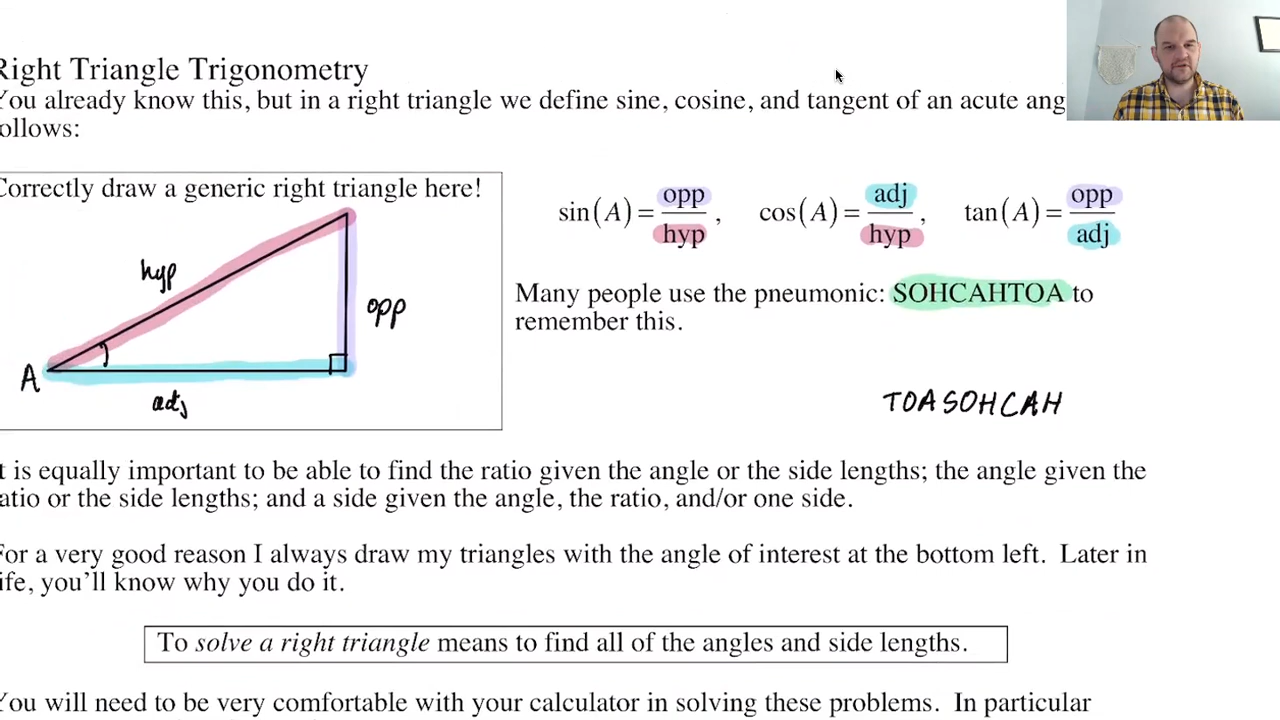 Right Triangle Trigonometry
You already know this, but in a right triangle we define sine, cosine, and tangent of an acute ang
ollows:
Correctly draw a generic right triangle here!
sin(A) = opp/hyp, cos(A) = adj/hyp, tan(A) = opp/adj
hyp
opp
Many people use the pneumonic: SOHCAHTOA to
remember this.
A
adj
TOASOHCAH
t is equally important to be able to find the ratio given the angle or the side lengths; the angle given the
atio or the side lengths; and a side given the angle, the ratio, and/or one side.
For a very good reason I always draw my triangles with the angle of interest at the bottom left. Later in
ife, you'll know why you do it.
To solve a right triangle means to find all of the angles and side lengths.
You will need to be very comfortable with your calculator in solving these problems. In particular